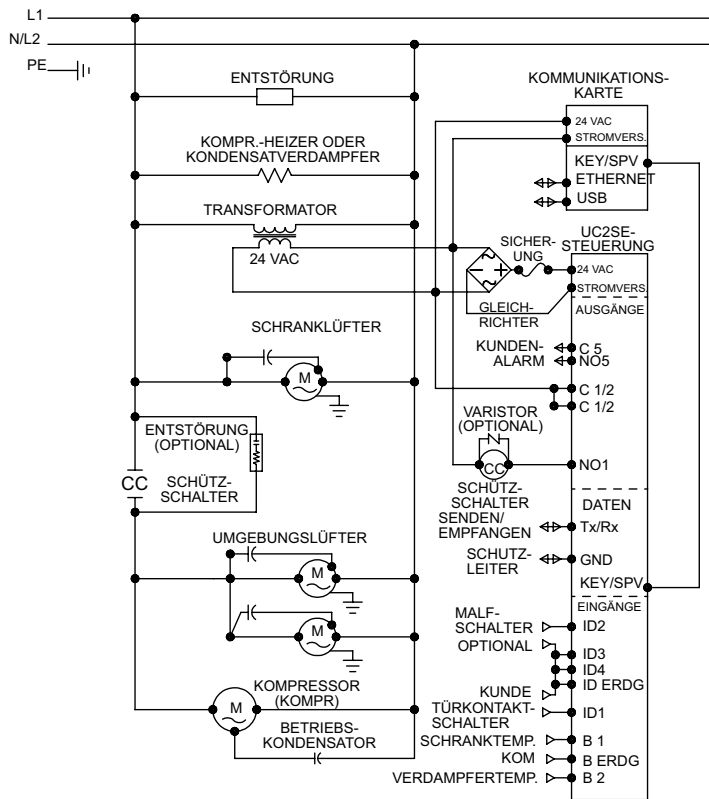 L1
N/L2
PE
ENTSTÖRUNG
KOMMUNIKATIONS-
KARTE
24 VAC
STROMVERS.
KOMPR.-HEIZER ODER
KONDENSATVERDAMPFER
KEY/SPV
ETHERNET
USB
TRANSFORMATOR
24 VAC
SICHER-
UNG
UC2SE-
STEUERUNG
24 VAC
STROMVERS.
GLEICH-
RICHTER
AUSGÄNGE
SCHRANKLÜFTER
M
KUNDEN-
ALARM
C 5
NO5
C 1/2
C 1/2
ENTSTÖRUNG
(OPTIONAL)
VARISTOR
(OPTIONAL)
CC
SCHÜTZ-
SCHALTER
CC
NO1
SCHÜTZ-
SCHALTER
DATEN
SENDEN/
EMPFANGEN
Tx/Rx
UMGEBUNGSLÜFTER
M
SCHUTZ-
LEITER
GND
KEY/SPV
EINGÄNGE
M
MALF-
SCHALTER
ID2
OPTIONAL
ID3
ID4
ID ERDG
KUNDE
KOMPRESSOR
(KOMPR)
M
TÜRKONTAKT-
SCHALTER
ID1
BETRIEBS-
KONDENSATOR
SCHRANKTEMP.
B 1
KOM
B ERDG
VERDAMPFERTEMP.
B 2